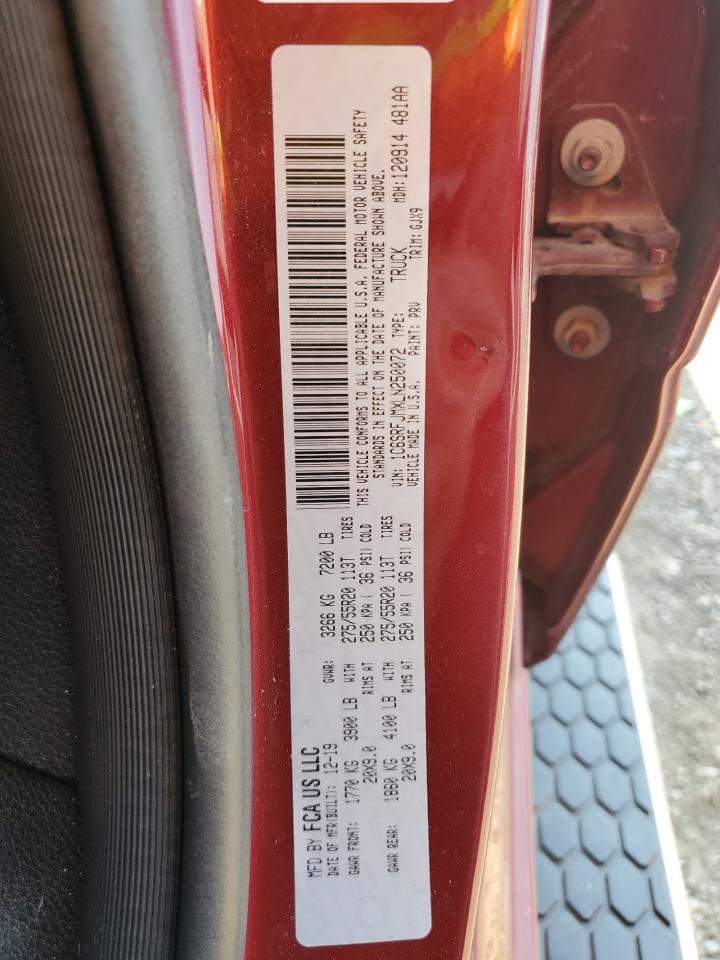 MFD BY FCA US LLC
DATE OF MFR(BUILT): 12-19 GVWR: 3266 KG 7200 LB
GAWR FRONT: 1770 KG 3900 LB WITH 275/55R20 113T TIRES
20X9.0 RIMS AT 250 KPA ( 36 PSI) COLD
GAWR REAR: 1860 KG 4100 LB WITH 275/55R20 113T TIRES
20X9.0 RIMS AT 250 KPA ( 36 PSI) COLD
THIS VEHICLE CONFORMS TO ALL APPLICABLE U.S.A. FEDERAL MOTOR VEHICLE SAFETY
STANDARDS IN EFFECT ON THE DATE OF MANUFACTURE SHOWN ABOVE.
VIN: 1C6SRFJMXLN250072 TYPE: TRUCK MDH: 120914 481AA
VEHICLE MADE IN U.S.A. PAINT: PRV TRIM: GJX9